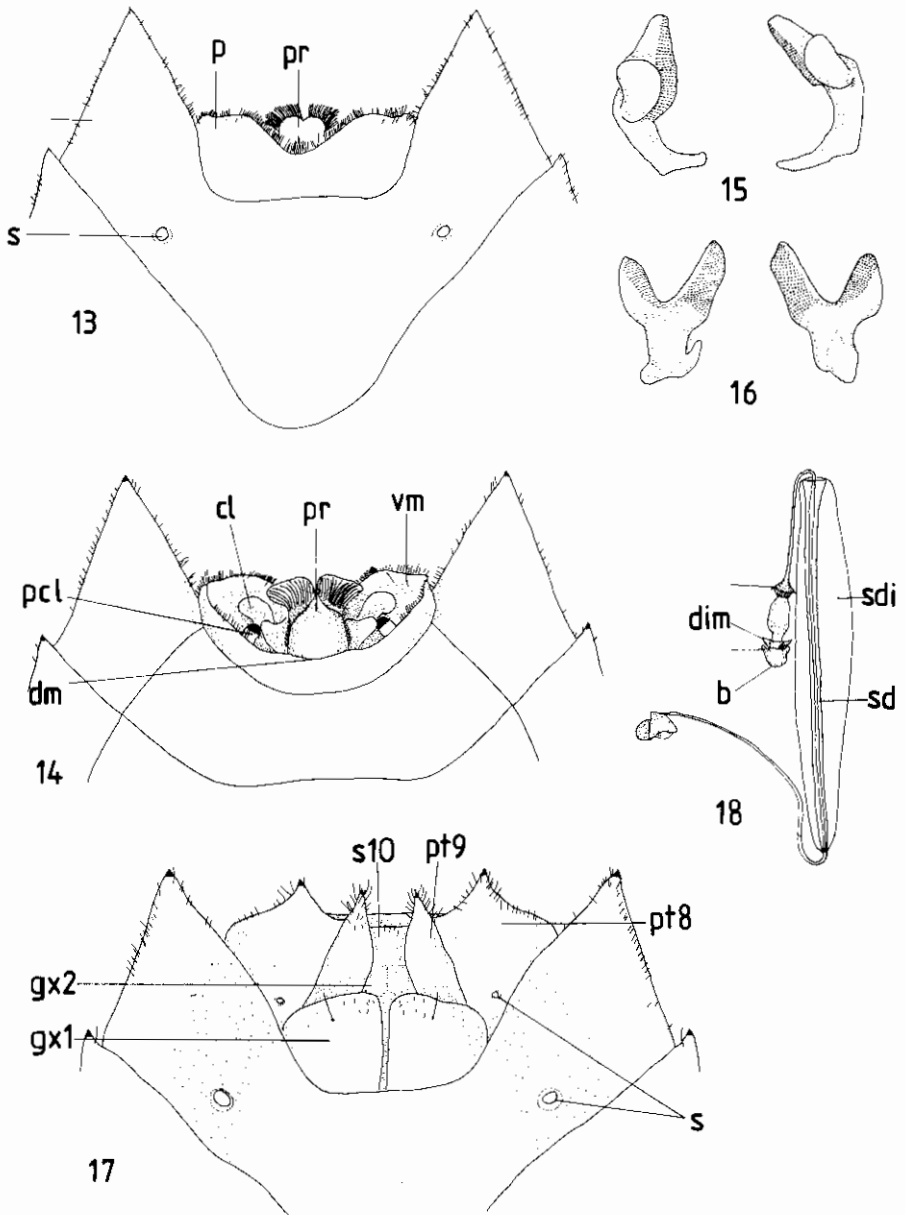 p pr
s
13
15
16
cl pr vm
pcl
dm
14
dim
b
sdi
sd
18
s10 pt9
pt8
gx2
gx1
s
17